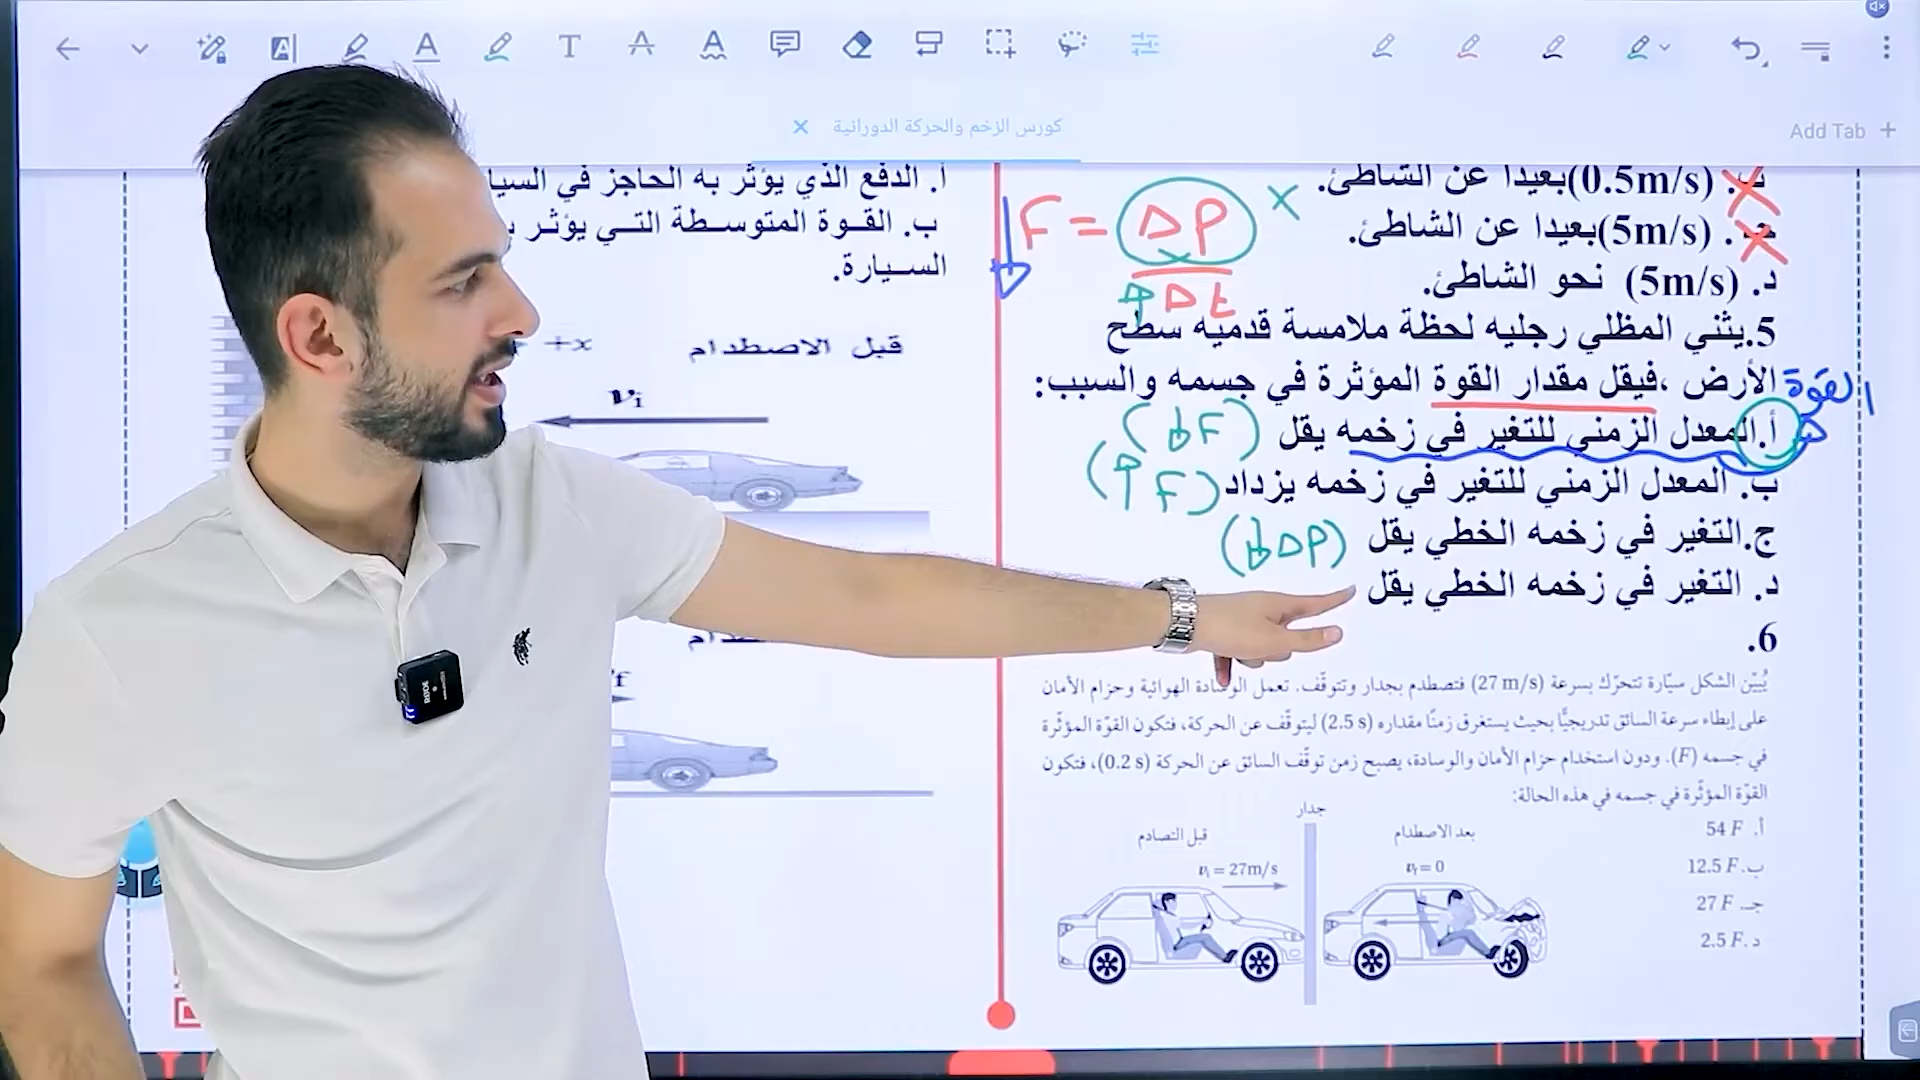 كورس الزخم والحركة الدورانية
Add Tab +
ب. (0.5m/s) بعيدا عن الشاطئ.
ج. (5m/s) بعيدا عن الشاطئ.
د. (5m/s) نحو الشاطئ.
F = Δp
Δt
5.يثني المظلي رجليه لحظة ملامسة قدميه سطح
الأرض ،فيقل مقدار القوة المؤثرة في جسمه والسبب:
القوة
أ.المعدل الزمني للتغير في زخمه يقل (↓F)
ب. المعدل الزمني للتغير في زخمه يزداد (↑F)
ج.التغير في زخمه الخطي يقل (↓ΔP)
د. التغير في زخمه الخطي يقل
6.
يُبيّن الشكل سيّارة تتحرّك بسرعة (27 m/s) فتصطدم بجدار وتتوقّف. تعمل الوسادة الهوائية وحزام الأمان
على إبطاء سرعة السائق تدريجيًّا بحيث يستغرق زمنًا مقداره (2.5 s) ليتوقّف عن الحركة، فتكون القوّة المؤثّرة
في جسمه (F). ودون استخدام حزام الأمان والوسادة، يصبح زمن توقّف السائق عن الحركة (0.2 s)، فتكون
القوّة المؤثّرة في جسمه في هذه الحالة:
أ. 54 F
ب. 12.5 F
جـ. 27 F
د. 2.5 F
جدار
بعد الاصطدام
قبل التصادم
vf = 0
vi = 27m/s
أ. الدفع الذي يؤثر به الحاجز في
ب. القوة المتوسطة التي يؤثر
السيارة.
قبل الاصطدام
+x
vi
f
RØDE